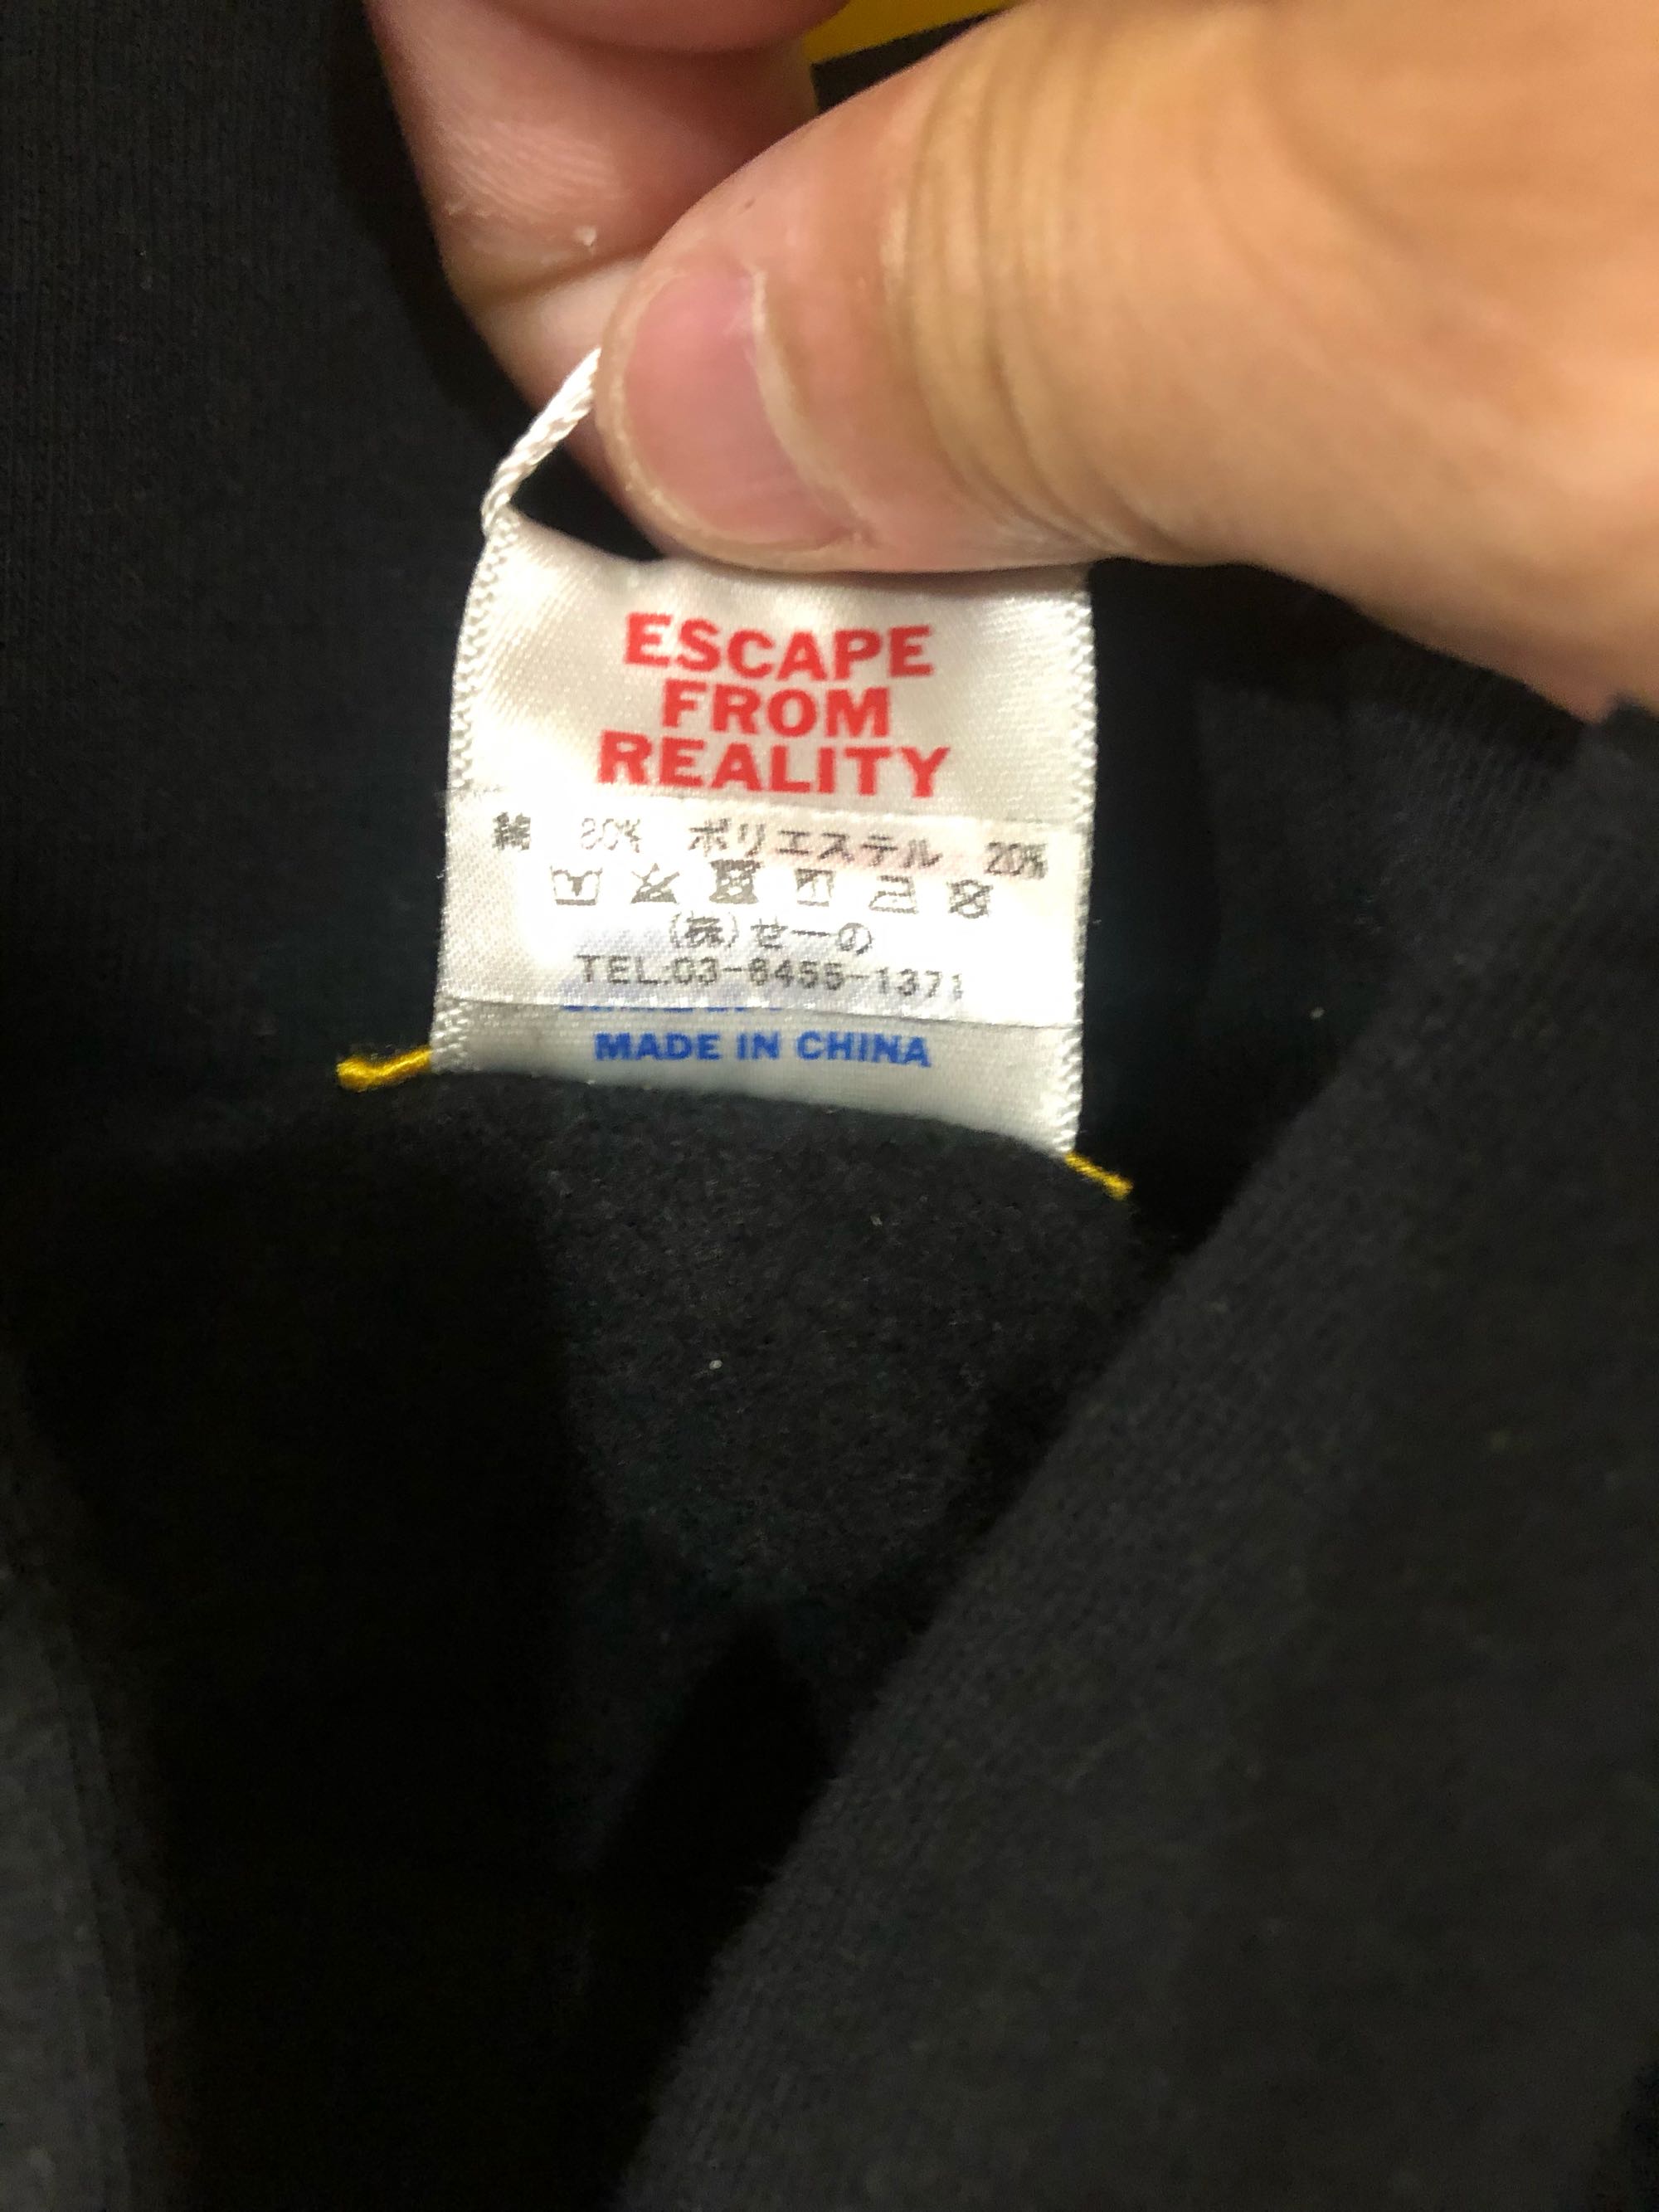 ESCAPE
FROM
REALITY
綿 80% ポリエステル 20%
(株)せーの
TEL:03-6455-1371
MADE IN CHINA